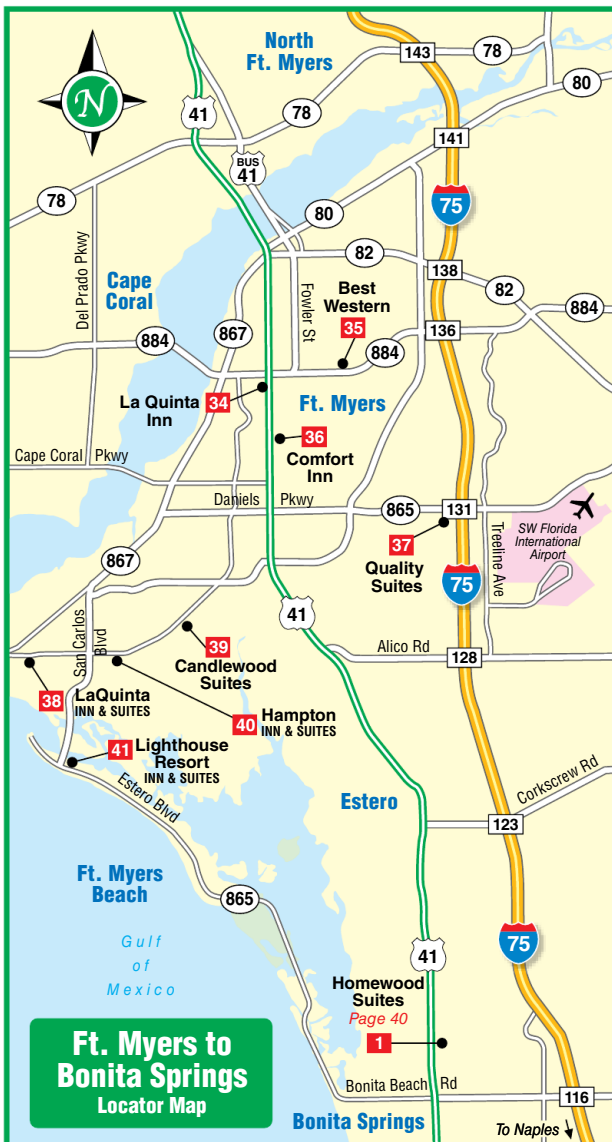 North
Ft. Myers
143
78
N
41
80
78
141
BUS
41
75
78
80
Del Prado Pkwy
82
138
Cape
Coral
Fowler St
Best
Western
82
884
35
867
136
884
884
La Quinta
Inn
34
Ft. Myers
36
Comfort
Inn
Cape Coral Pkwy
Daniels Pkwy
865
131
SW Florida
International
Airport
37
Quality
Suites
Treeline Ave
867
75
41
San Carlos
Blvd
39
Candlewood
Suites
Alico Rd
128
38
LaQuinta
INN & SUITES
40
Hampton
INN & SUITES
41
Lighthouse
Resort
INN & SUITES
Estero Blvd
Corkscrew Rd
Estero
123
Ft. Myers
Beach
865
75
Gulf
of
Mexico
41
Homewood
Suites
Page 40
1
Ft. Myers to
Bonita Springs
Locator Map
Bonita Beach Rd
116
Bonita Springs
To Naples